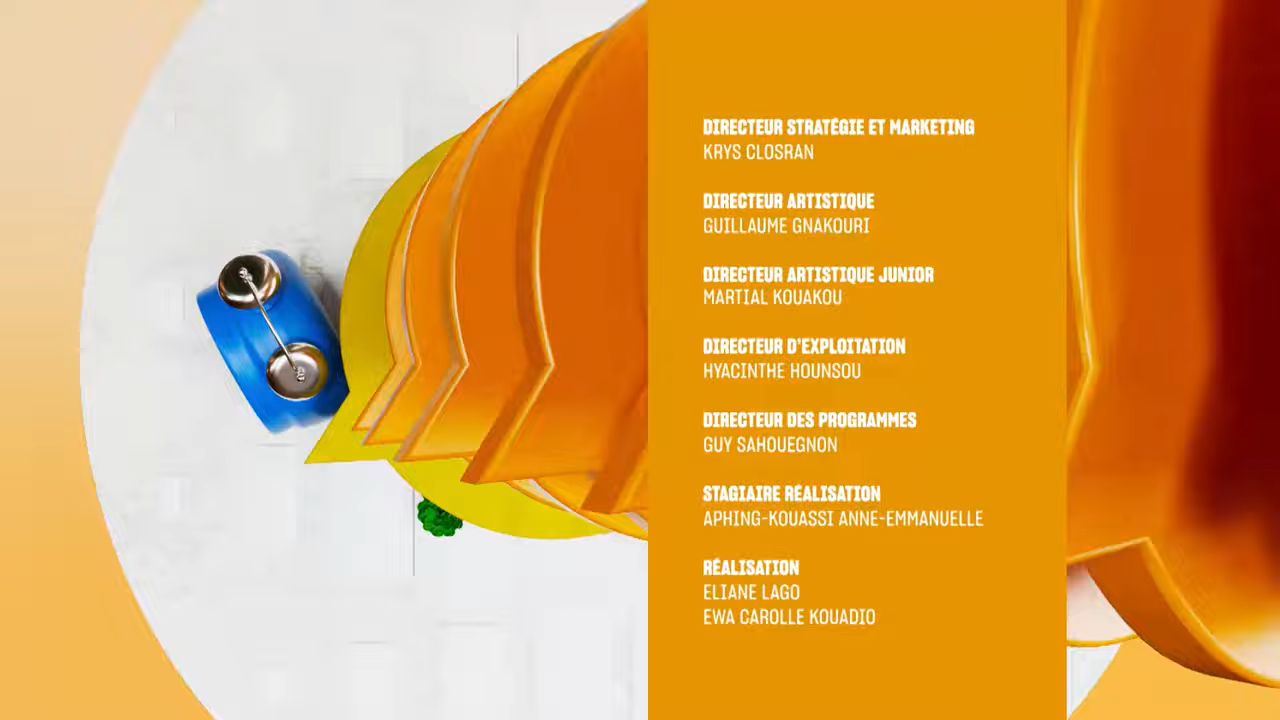 DIRECTEUR STRATÉGIE ET MARKETING
KRYS CLOSRAN
DIRECTEUR ARTISTIQUE
GUILLAUME GNAKOURI
DIRECTEUR ARTISTIQUE JUNIOR
MARTIAL KOUAKOU
DIRECTEUR D'EXPLOITATION
HYACINTHE HOUNSOU
DIRECTEUR DES PROGRAMMES
GUY SAHOUEGNON
STAGIAIRE RÉALISATION
APHING-KOUASSI ANNE-EMMANUELLE
RÉALISATION
ELIANE LAGO
EWA CAROLLE KOUADIO